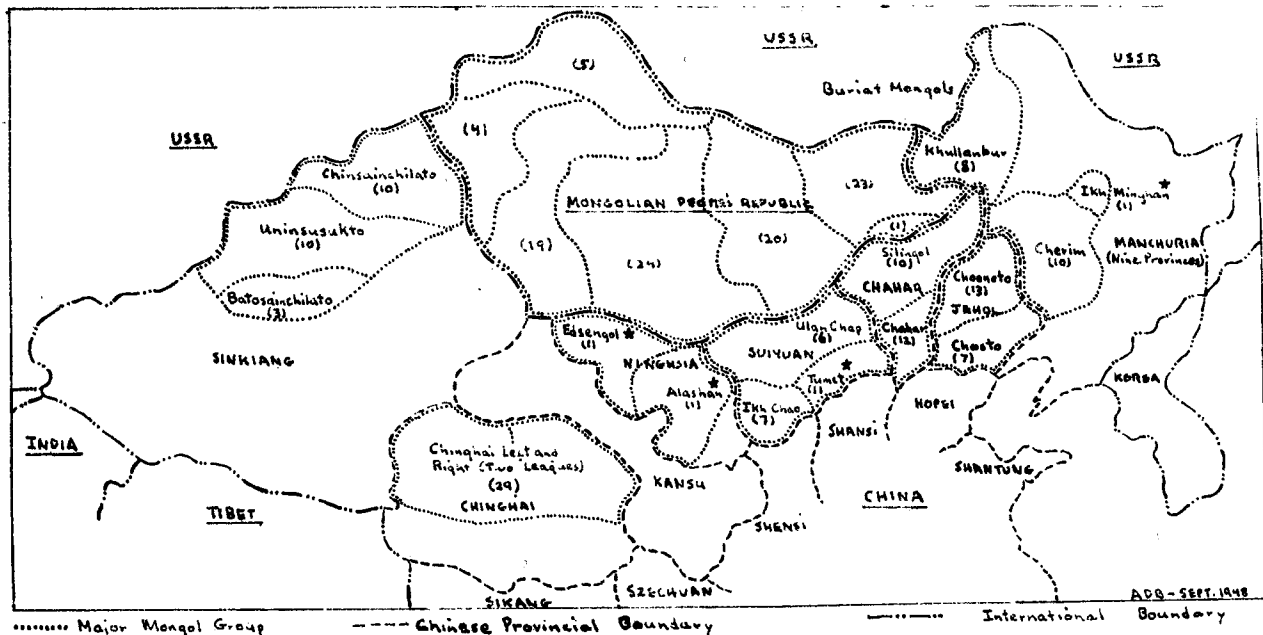 USSR
USSR
USSR
USSR
(5)
Buriat Mongols
(4)
Khullanbur
(8)
Chinsainchilato
(10)
Ikh Minghan ★
(1)
(23)
MONGOLIAN PEOPLE'S REPUBLIC
Uninsusukto
(10)
(1)
Silingol
(10)
(19)
(24)
(20)
Cherim
(10)
MANCHURIA
(Nine Provinces)
CHAHAR
Chaoneto
(13)
JEHOL
Batosainchilato
(3)
Edsengol ★
(1)
Ulan Chap
(6)
Chahar
(12)
Chosto
(7)
SINKIANG
NINGHSIA
SUIYUAN
Alashan ★
(1)
Tumet ★
(1)
Ikh Chao
(7)
KOREA
HOPEI
SHANSI
INDIA
Chinghai Left and
Right (Two Leagues)
(29)
CHINGHAI
KANSU
SHANTUNG
TIBET
SHENSI
CHINA
SIKANG
SZECHUAN
ADB-SEPT. 1948
Major Mongol Group
Chinese Provincial Boundary
International Boundary